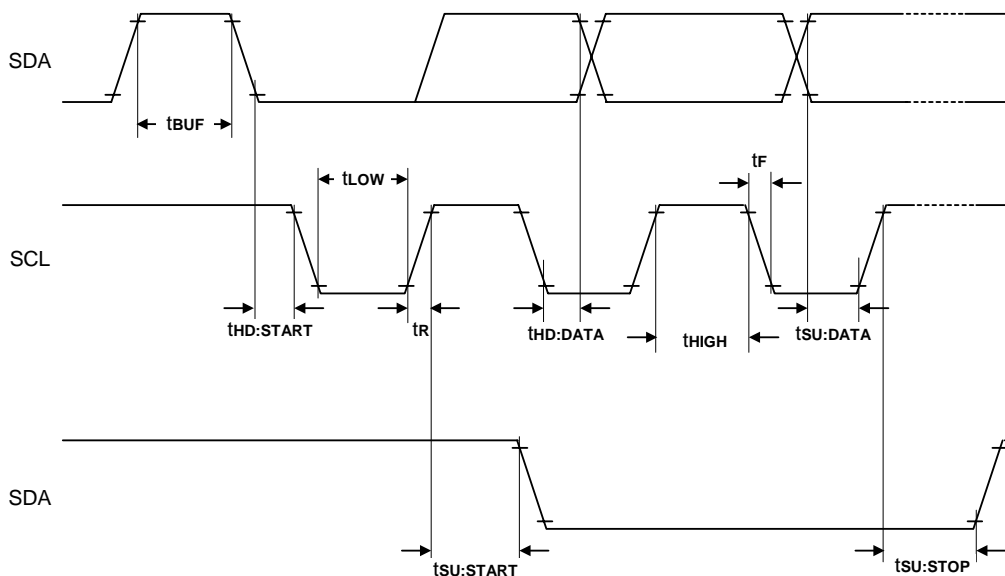 SDA
tBUF
tLOW
tF
SCL
tHD:START
tR
tHD:DATA
tHIGH
tSU:DATA
SDA
tSU:START
tSU:STOP